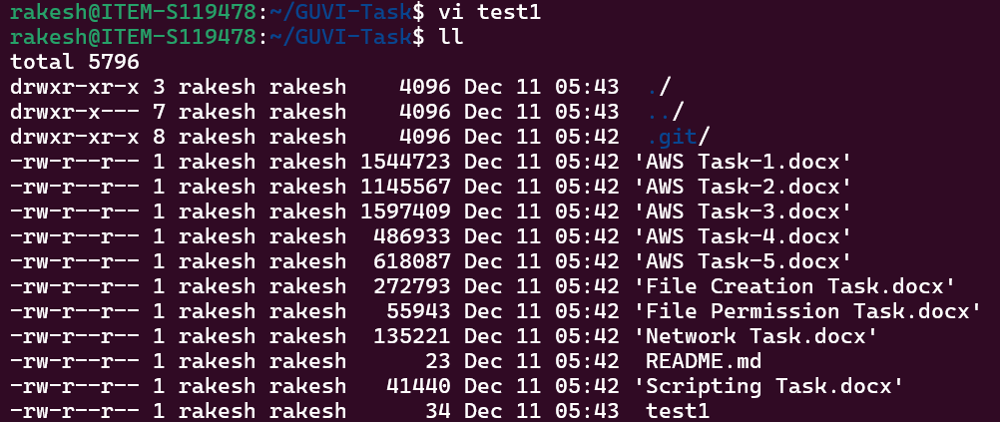 rakesh@ITEM-S119478:~/GUVI-Task$ vi test1
rakesh@ITEM-S119478:~/GUVI-Task$ ll
total 5796
drwxr-xr-x 3 rakesh rakesh    4096 Dec 11 05:43  ./
drwxr-x--- 7 rakesh rakesh    4096 Dec 11 05:43  ../
drwxr-xr-x 8 rakesh rakesh    4096 Dec 11 05:42  .git/
-rw-r--r-- 1 rakesh rakesh 1544723 Dec 11 05:42 'AWS Task-1.docx'
-rw-r--r-- 1 rakesh rakesh 1145567 Dec 11 05:42 'AWS Task-2.docx'
-rw-r--r-- 1 rakesh rakesh 1597409 Dec 11 05:42 'AWS Task-3.docx'
-rw-r--r-- 1 rakesh rakesh  486933 Dec 11 05:42 'AWS Task-4.docx'
-rw-r--r-- 1 rakesh rakesh  618087 Dec 11 05:42 'AWS Task-5.docx'
-rw-r--r-- 1 rakesh rakesh  272793 Dec 11 05:42 'File Creation Task.docx'
-rw-r--r-- 1 rakesh rakesh   55943 Dec 11 05:42 'File Permission Task.docx'
-rw-r--r-- 1 rakesh rakesh  135221 Dec 11 05:42 'Network Task.docx'
-rw-r--r-- 1 rakesh rakesh      23 Dec 11 05:42  README.md
-rw-r--r-- 1 rakesh rakesh   41440 Dec 11 05:42 'Scripting Task.docx'
-rw-r--r-- 1 rakesh rakesh      34 Dec 11 05:43  test1